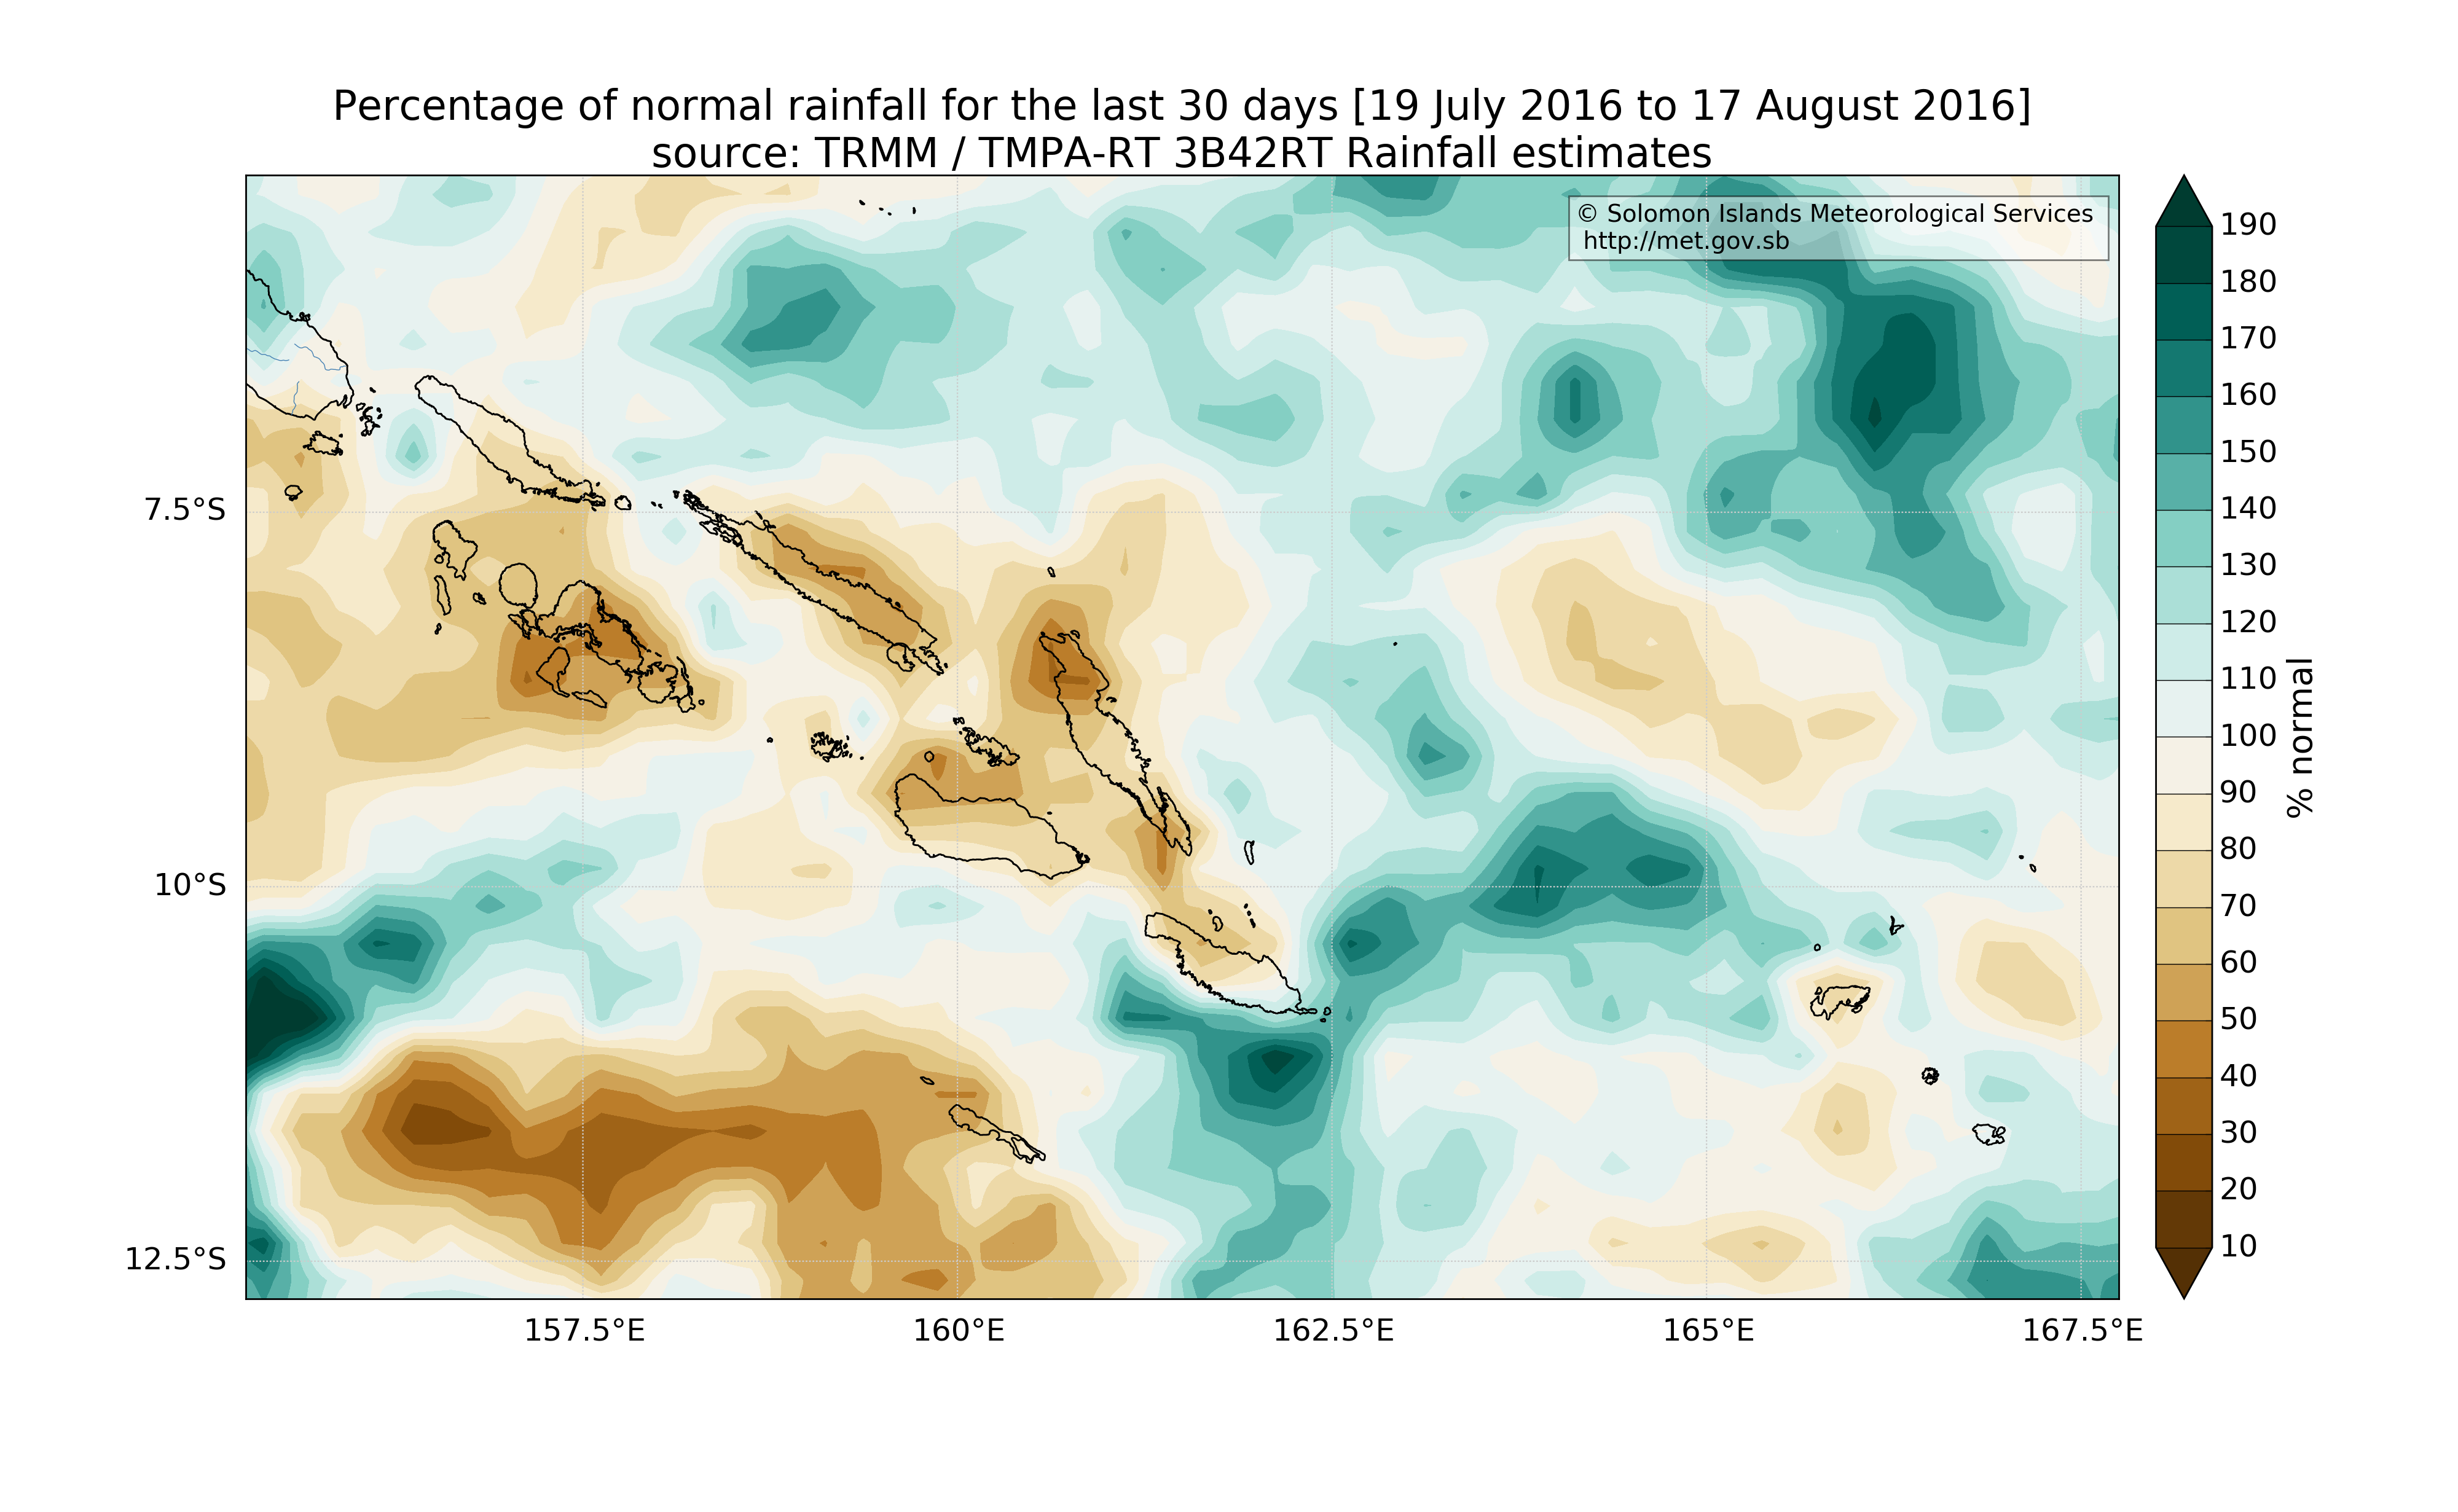 Percentage of normal rainfall for the last 30 days [19 July 2016 to 17 August 2016]
source: TRMM / TMPA-RT 3B42RT Rainfall estimates
© Solomon Islands Meteorological Services
http://met.gov.sb
7.5°S
10°S
12.5°S
157.5°E
160°E
162.5°E
165°E
167.5°E
190
180
170
160
150
140
130
120
110
100
90
80
70
60
50
40
30
20
10
% normal